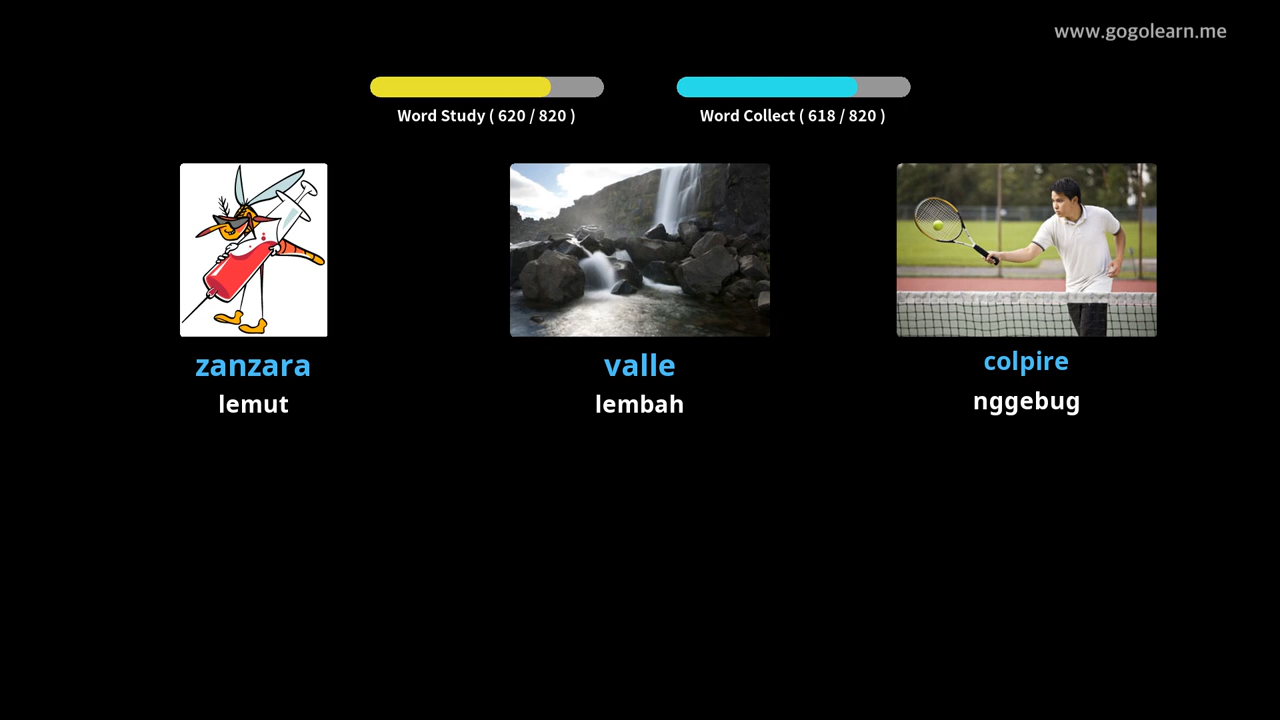 www.gogolearn.me
Word Study ( 620 / 820 )
Word Collect ( 618 / 820 )
zanzara
lemut
valle
lembah
colpire
nggebug